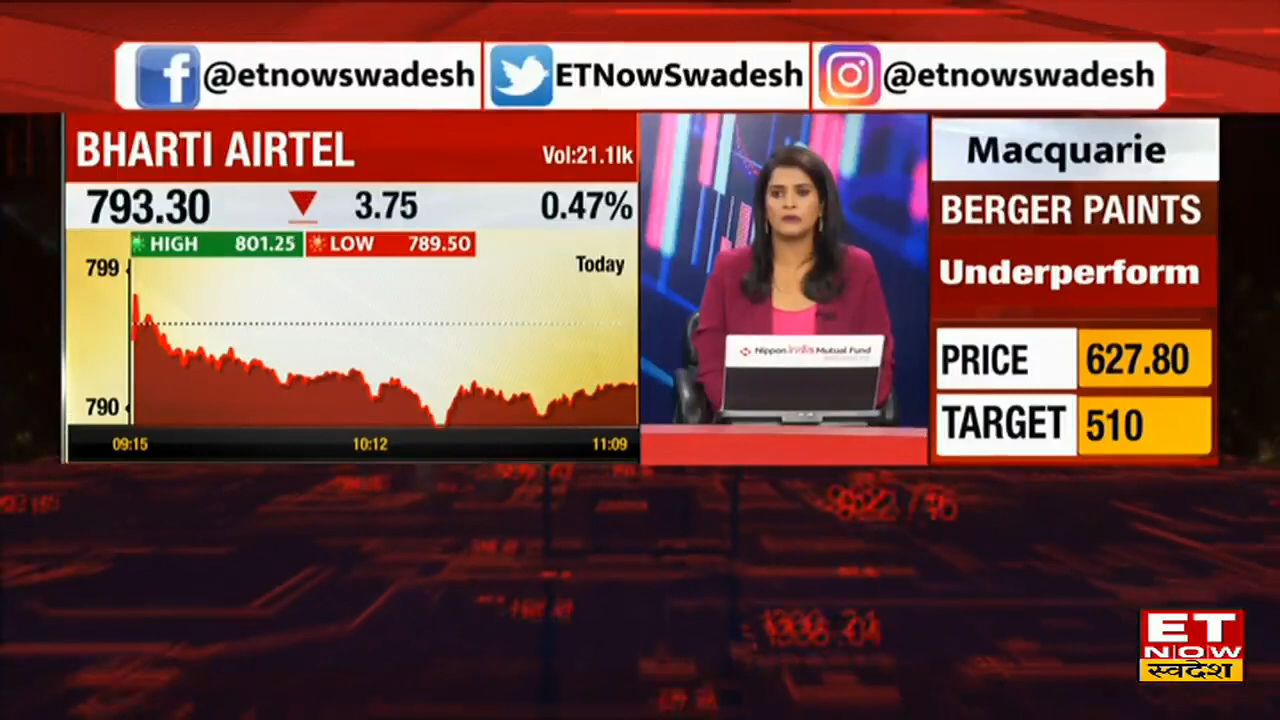 @etnowswadesh
ETNowSwadesh
@etnowswadesh
BHARTI AIRTEL
Vol:21.1lk
793.30
3.75
0.47%
HIGH 801.25
LOW 789.50
Today
799
790
09:15
10:12
11:09
Nippon india Mutual Fund
Macquarie
BERGER PAINTS
Underperform
PRICE 627.80
TARGET 510
ET
NOW
स्वदेश